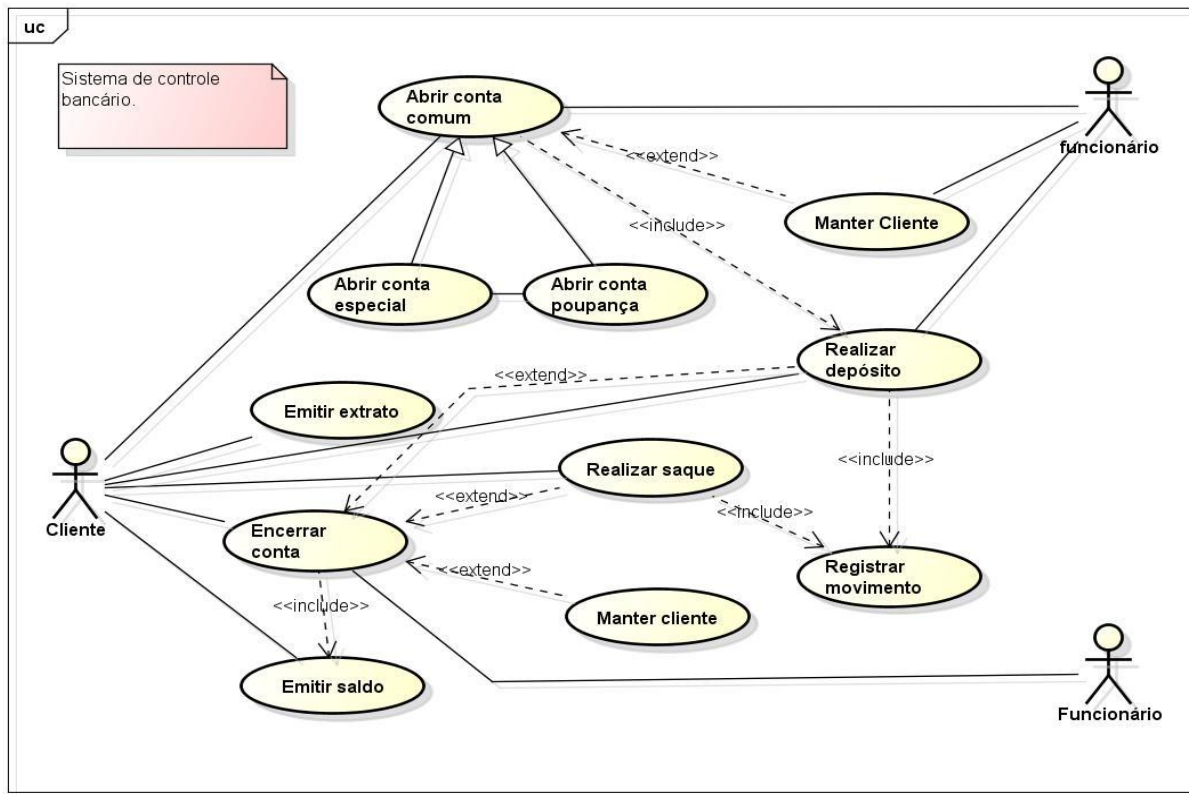 uc
Sistema de controle
bancário.
Abrir conta
comum
funcionário
<<extend>>
Manter Cliente
<<include>>
Abrir conta
especial
Abrir conta
poupança
Realizar
depósito
<<extend>>
Emitir extrato
<<include>>
Realizar saque
<<extend>>
<<include>>
Cliente
Encerrar
conta
<<extend>>
Registrar
movimento
<<include>>
Manter cliente
Emitir saldo
Funcionário